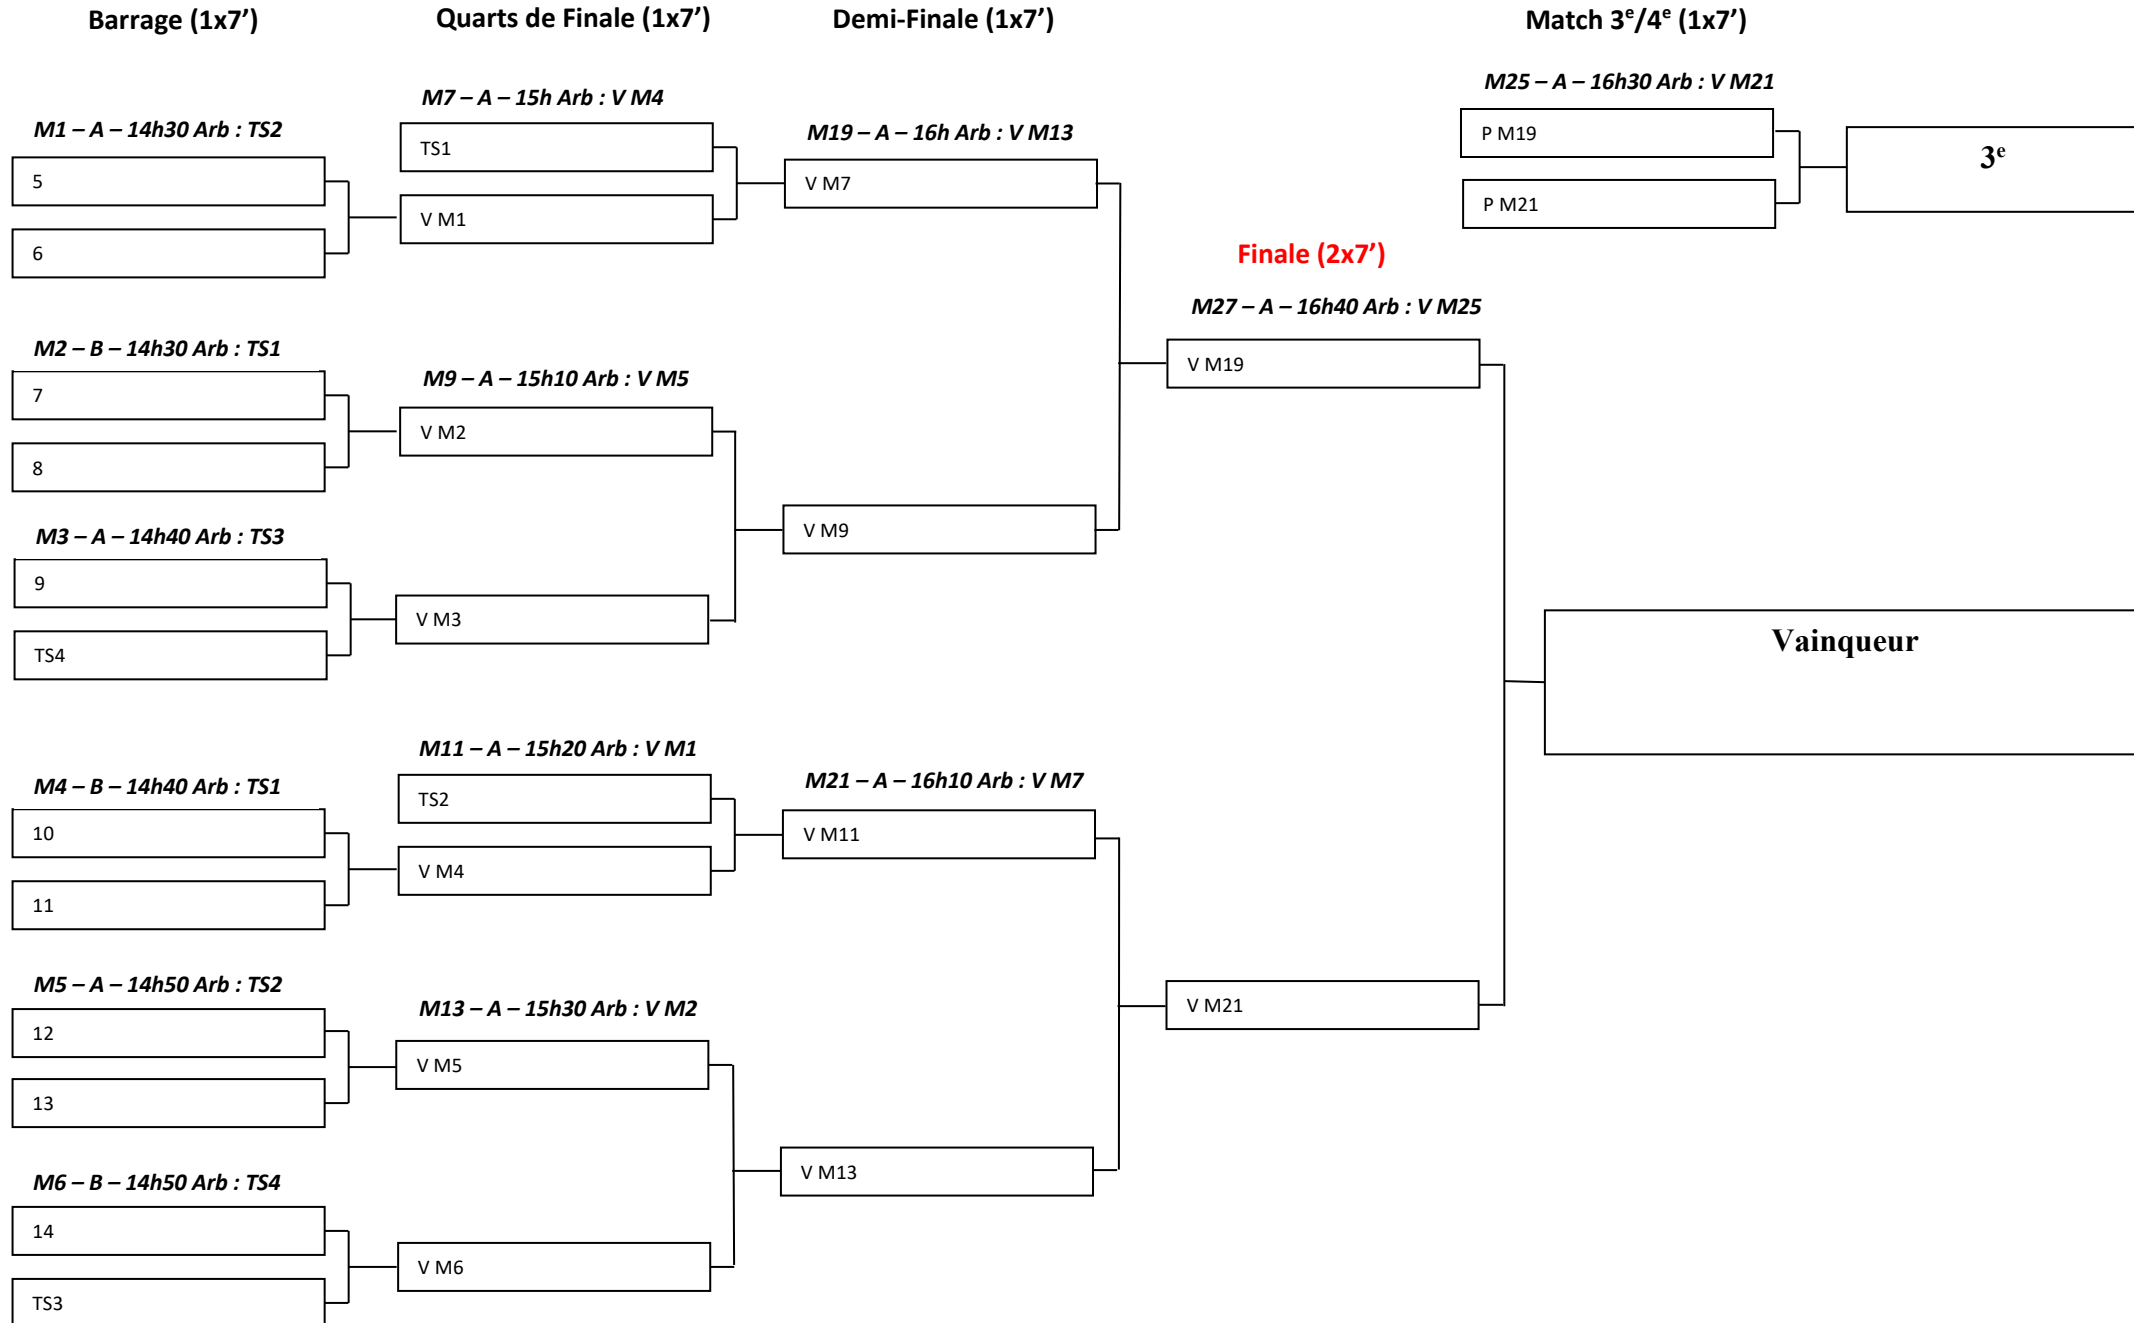 Barrage (1x7’)
Quarts de Finale (1x7’)
Demi-Finale (1x7’)
Match 3ᵉ/4ᵉ (1x7’)
M1 – A – 14h30 Arb : TS2
5
6
M2 – B – 14h30 Arb : TS1
7
8
M3 – A – 14h40 Arb : TS3
9
TS4
M4 – B – 14h40 Arb : TS1
10
11
M5 – A – 14h50 Arb : TS2
12
13
M6 – B – 14h50 Arb : TS4
14
TS3
M7 – A – 15h Arb : V M4
TS1
V M1
M9 – A – 15h10 Arb : V M5
V M2
V M3
M11 – A – 15h20 Arb : V M1
TS2
V M4
M13 – A – 15h30 Arb : V M2
V M5
V M6
M19 – A – 16h Arb : V M13
V M7
V M9
M21 – A – 16h10 Arb : V M7
V M11
V M13
Finale (2x7’)
M27 – A – 16h40 Arb : V M25
V M19
V M21
M25 – A – 16h30 Arb : V M21
P M19
P M21
3ᵉ
Vainqueur